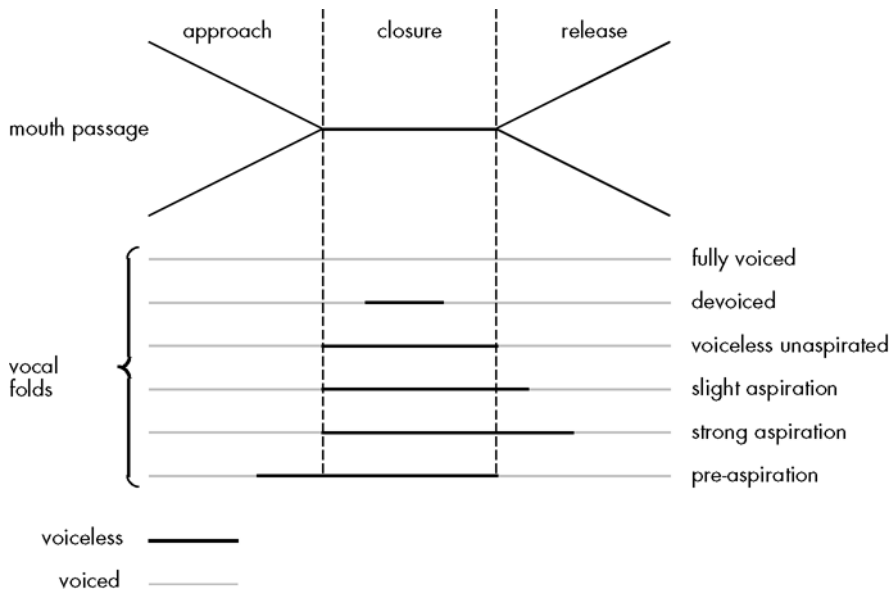 approach closure release
mouth passage
fully voiced
devoiced
voiceless unaspirated
vocal
folds
slight aspiration
strong aspiration
pre-aspiration
voiceless
voiced